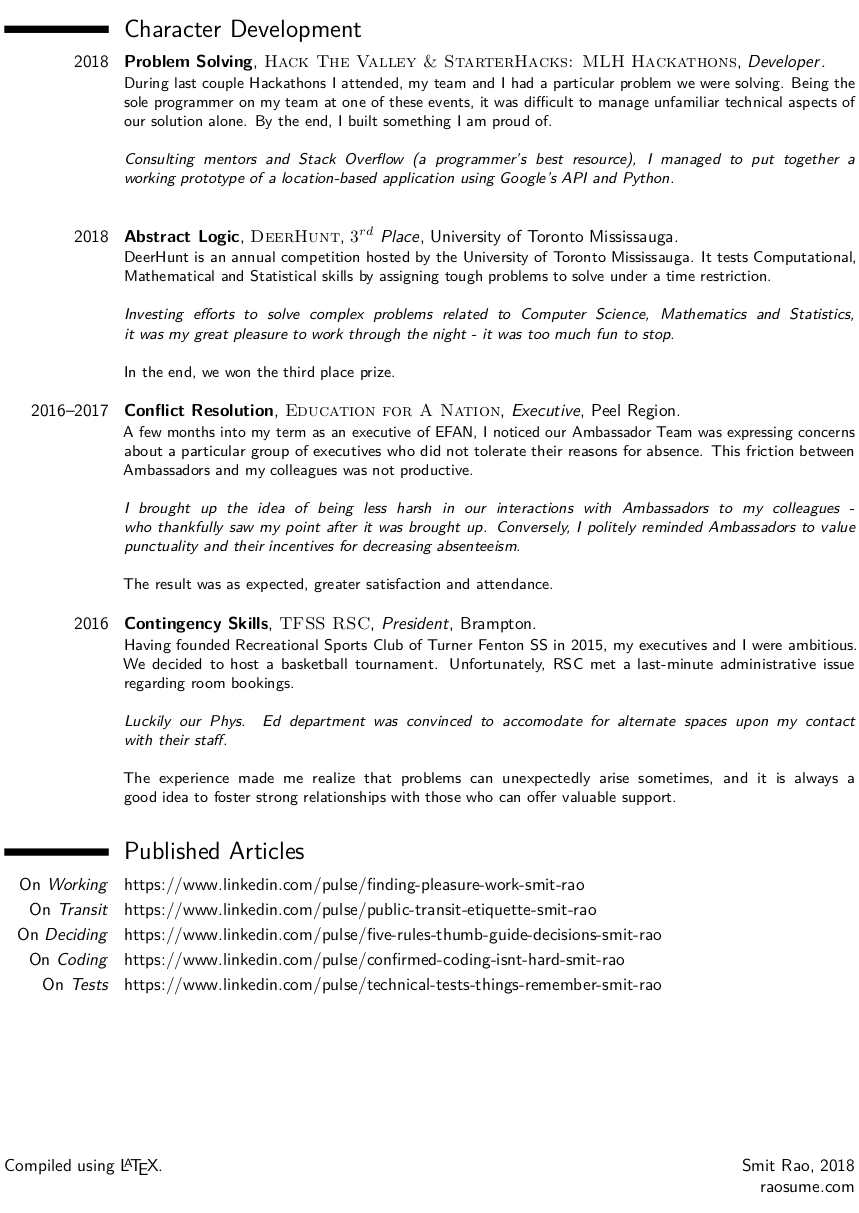 Character Development
2018 Problem Solving, Hack The Valley & StarterHacks: MLH Hackathons, Developer.
During last couple Hackathons I attended, my team and I had a particular problem we were solving. Being the
sole programmer on my team at one of these events, it was difficult to manage unfamiliar technical aspects of
our solution alone. By the end, I built something I am proud of.
Consulting mentors and Stack Overflow (a programmer's best resource), I managed to put together a
working prototype of a location-based application using Google's API and Python.
2018 Abstract Logic, DeerHunt, 3rd Place, University of Toronto Mississauga.
DeerHunt is an annual competition hosted by the University of Toronto Mississauga. It tests Computational,
Mathematical and Statistical skills by assigning tough problems to solve under a time restriction.
Investing efforts to solve complex problems related to Computer Science, Mathematics and Statistics,
it was my great pleasure to work through the night - it was too much fun to stop.
In the end, we won the third place prize.
2016–2017 Conflict Resolution, Education for A Nation, Executive, Peel Region.
A few months into my term as an executive of EFAN, I noticed our Ambassador Team was expressing concerns
about a particular group of executives who did not tolerate their reasons for absence. This friction between
Ambassadors and my colleagues was not productive.
I brought up the idea of being less harsh in our interactions with Ambassadors to my colleagues -
who thankfully saw my point after it was brought up. Conversely, I politely reminded Ambassadors to value
punctuality and their incentives for decreasing absenteeism.
The result was as expected, greater satisfaction and attendance.
2016 Contingency Skills, TFSS RSC, President, Brampton.
Having founded Recreational Sports Club of Turner Fenton SS in 2015, my executives and I were ambitious.
We decided to host a basketball tournament. Unfortunately, RSC met a last-minute administrative issue
regarding room bookings.
Luckily our Phys. Ed department was convinced to accomodate for alternate spaces upon my contact
with their staff.
The experience made me realize that problems can unexpectedly arise sometimes, and it is always a
good idea to foster strong relationships with those who can offer valuable support.
Published Articles
On Working https://www.linkedin.com/pulse/finding-pleasure-work-smit-rao
On Transit https://www.linkedin.com/pulse/public-transit-etiquette-smit-rao
On Deciding https://www.linkedin.com/pulse/five-rules-thumb-guide-decisions-smit-rao
On Coding https://www.linkedin.com/pulse/confirmed-coding-isnt-hard-smit-rao
On Tests https://www.linkedin.com/pulse/technical-tests-things-remember-smit-rao
Compiled using LATEX. Smit Rao, 2018
raosume.com